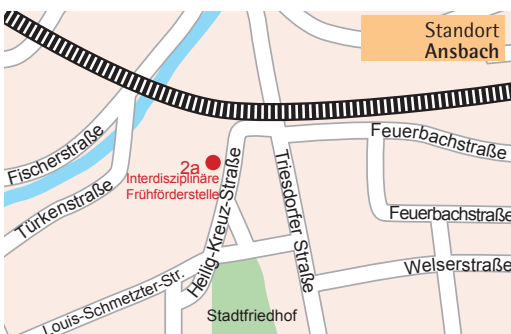 Standort
Ansbach
Fischerstraße
Türkenstraße
2a
Interdisziplinäre
Frühförderstelle
Heilig-Kreuz-Straße
Triesdorfer Straße
Feuerbachstraße
Feuerbachstraße
Welserstraße
Louis-Schmetzter-Str.
Stadtfriedhof